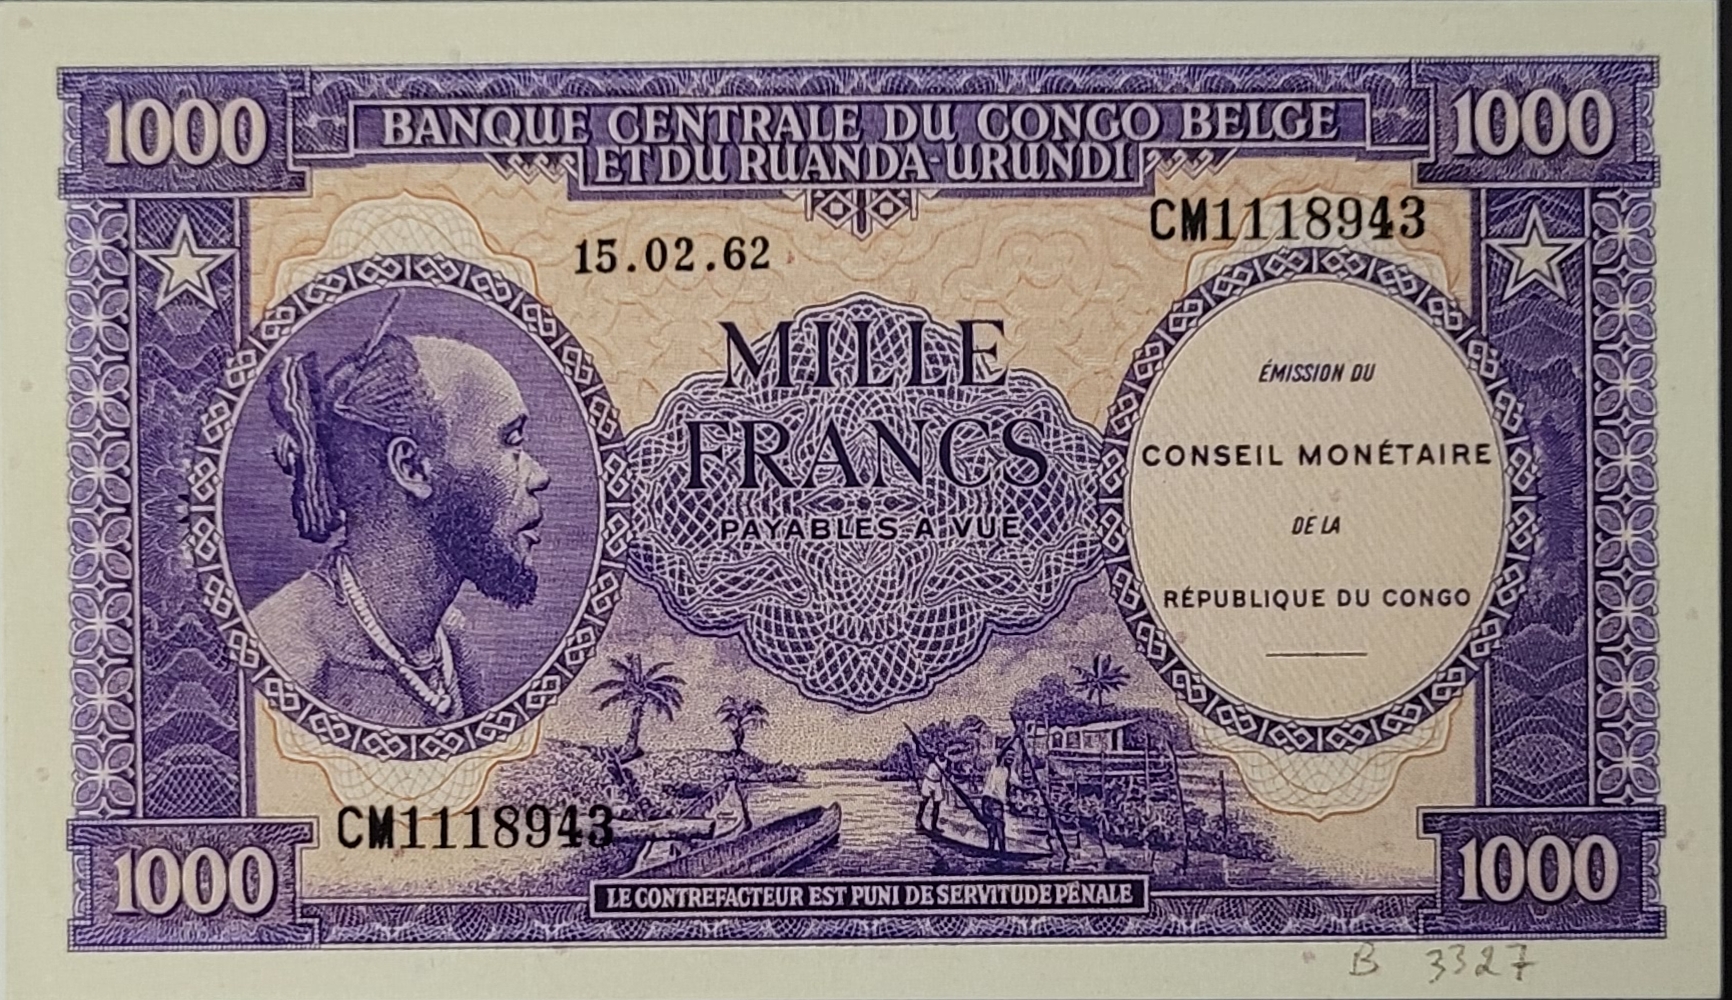 1000 BANQUE CENTRALE DU CONGO BELGE 1000
ET DU RUANDA-URUNDI
CM1118943
15.02.62
MILLE
FRANCS
PAYABLES A VUE
ÉMISSION DU
CONSEIL MONÉTAIRE
DE LA
RÉPUBLIQUE DU CONGO
CM1118943
1000 LE CONTREFACTEUR EST PUNI DE SERVITUDE PÉNALE 1000
B 3327